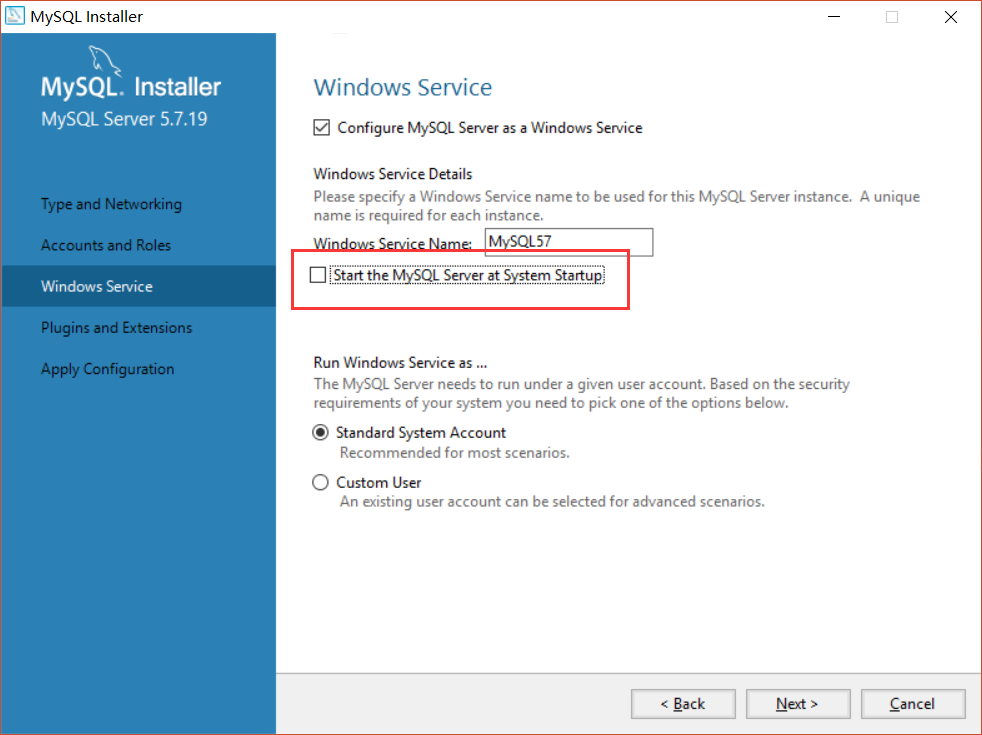 MySQL Installer
MySQL. Installer
MySQL Server 5.7.19
Type and Networking
Accounts and Roles
Windows Service
Plugins and Extensions
Apply Configuration
Windows Service
Configure MySQL Server as a Windows Service
Windows Service Details
Please specify a Windows Service name to be used for this MySQL Server instance. A unique
name is required for each instance.
Windows Service Name: MySQL57
Start the MySQL Server at System Startup
Run Windows Service as ...
The MySQL Server needs to run under a given user account. Based on the security
requirements of your system you need to pick one of the options below.
Standard System Account
Recommended for most scenarios.
Custom User
An existing user account can be selected for advanced scenarios.
< Back Next > Cancel